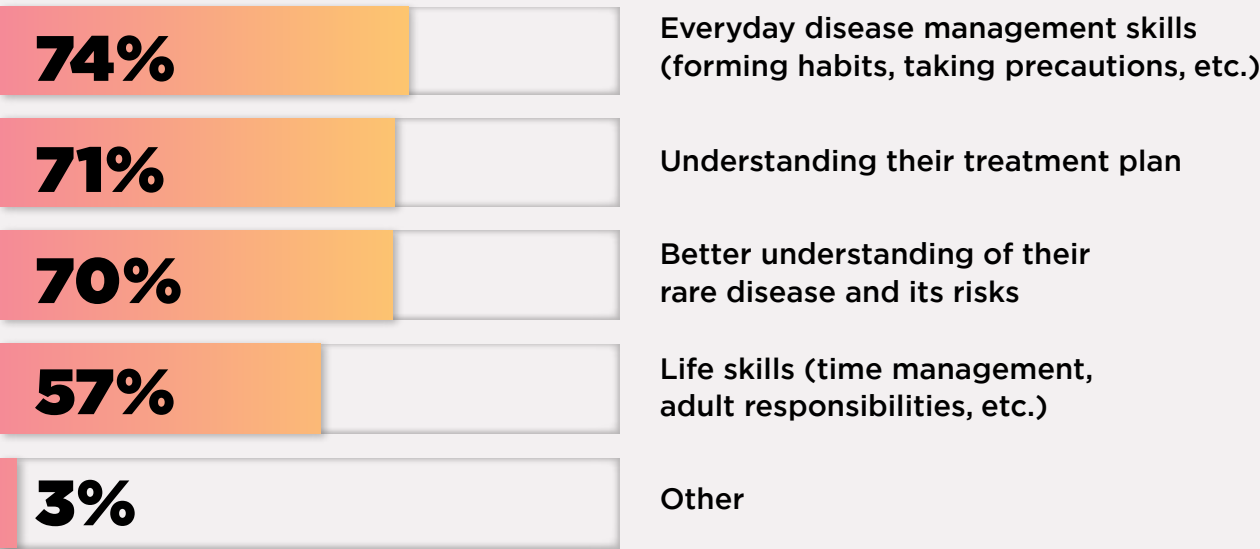 74%
Everyday disease management skills
(forming habits, taking precautions, etc.)
71%
Understanding their treatment plan
70%
Better understanding of their
rare disease and its risks
57%
Life skills (time management,
adult responsibilities, etc.)
3%
Other